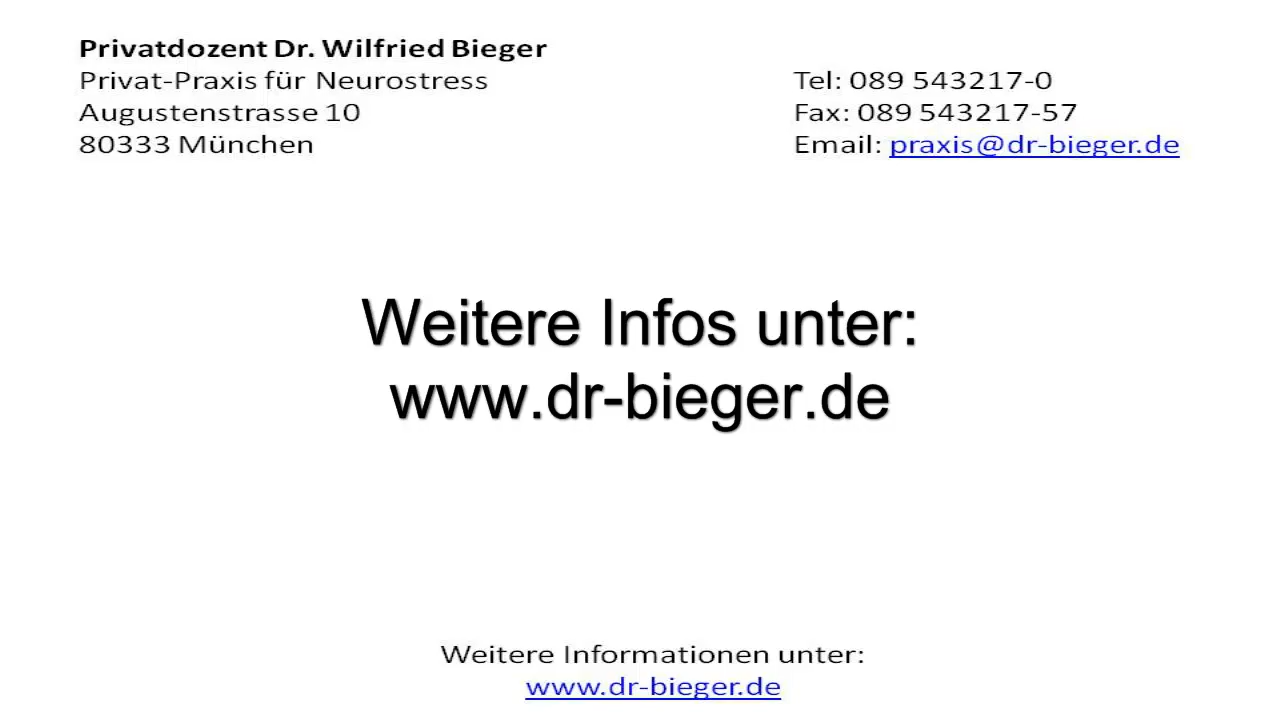 Privatdozent Dr. Wilfried Bieger
Privat-Praxis für Neurostress
Augustenstrasse 10
80333 München
Tel: 089 543217-0
Fax: 089 543217-57
Email: praxis@dr-bieger.de
Weitere Infos unter:
www.dr-bieger.de
Weitere Informationen unter:
www.dr-bieger.de